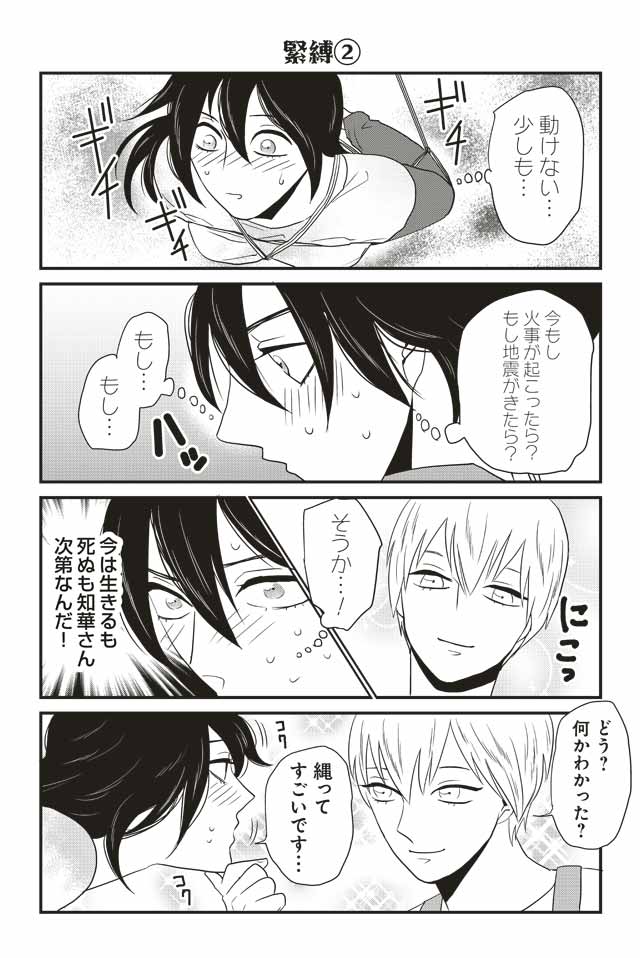 緊縛②
動けない…
少しも…
ギチ
ギチッ
今もし
火事が起こったら?
もし地震がきたら?
もし…
もし…
ハッ
にこっ
そうか…!
今は生きるも
死ぬも知華さん
次第なんだ!
どう?
何かわかった?
縄って
すごいです…
コク
コク